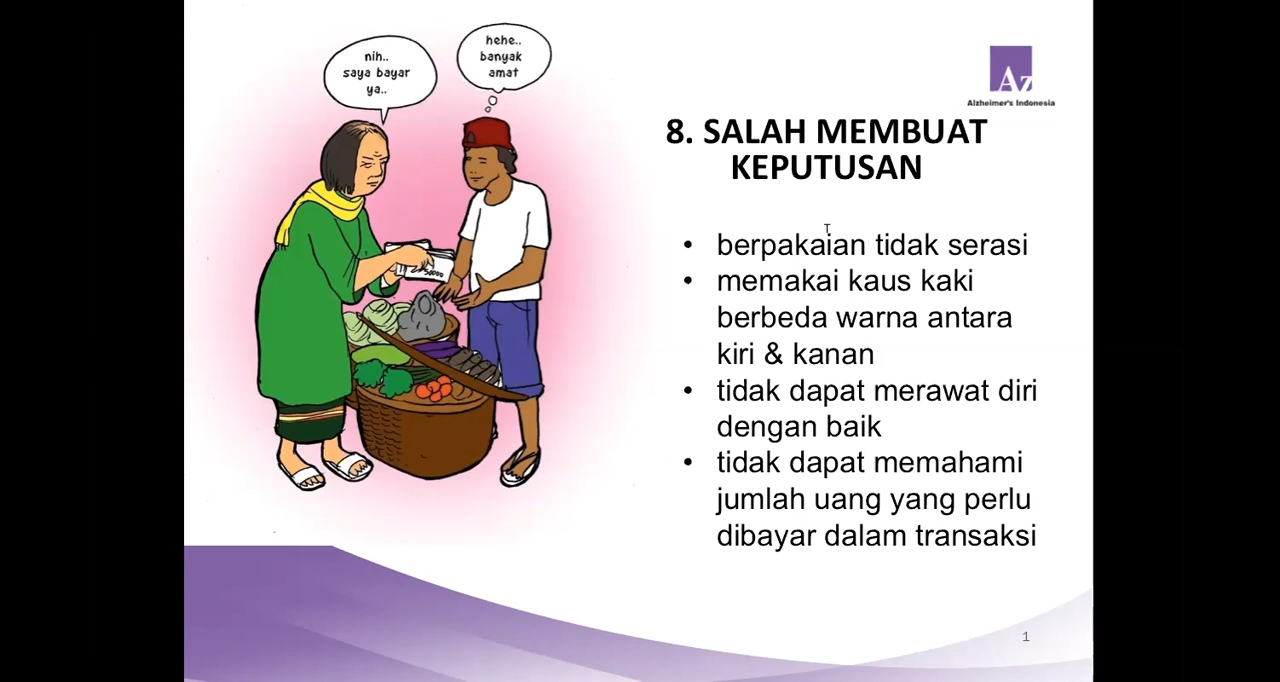 nih..
saya bayar
ya..
hehe..
banyak
amat
50000
Az
Alzheimer's Indonesia
8. SALAH MEMBUAT
KEPUTUSAN
• berpakaian tidak serasi
• memakai kaus kaki
berbeda warna antara
kiri & kanan
• tidak dapat merawat diri
dengan baik
• tidak dapat memahami
jumlah uang yang perlu
dibayar dalam transaksi
1